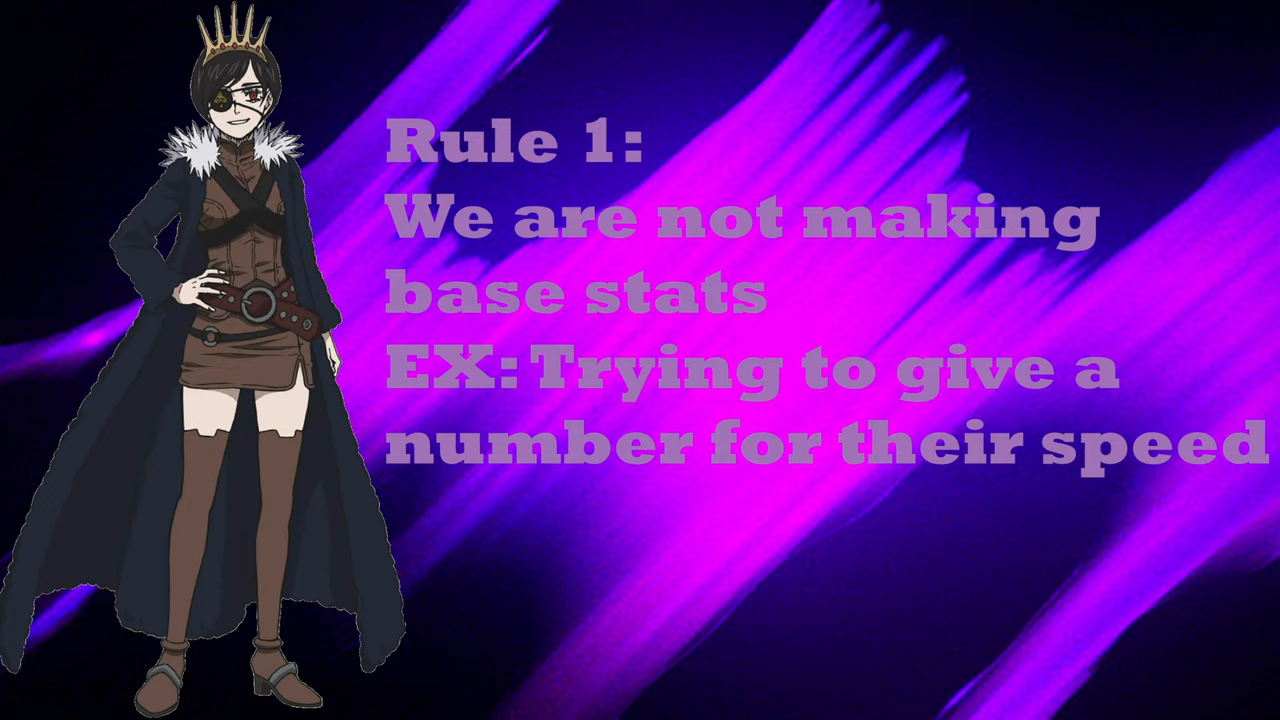 Rule 1:
We are not making
base stats
EX: Trying to give a
number for their speed